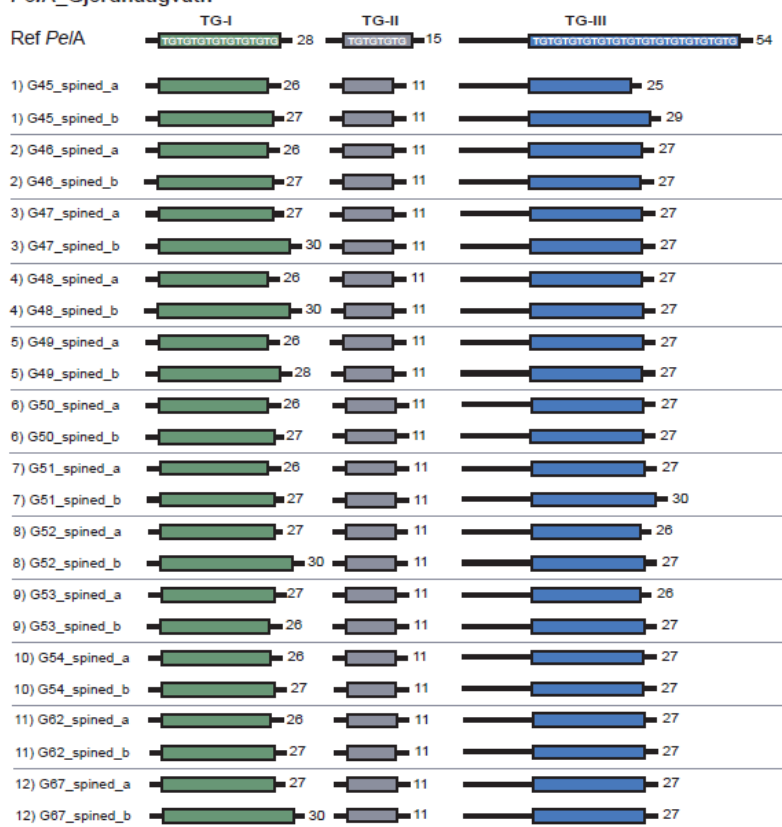 TG-I TG-II TG-III
Ref PelA TGTGTGTGTGTGTGTG 28 TGTGTGTG 15 54
1) G45_spined_a 26 11 25
1) G45_spined_b 27 11 29
2) G46_spined_a 26 11 27
2) G46_spined_b 27 11 27
3) G47_spined_a 27 11 27
3) G47_spined_b 30 11 27
4) G48_spined_a 26 11 27
4) G48_spined_b 30 11 27
5) G49_spined_a 26 11 27
5) G49_spined_b 28 11 27
6) G50_spined_a 26 11 27
6) G50_spined_b 27 11 27
7) G51_spined_a 26 11 27
7) G51_spined_b 27 11 30
8) G52_spined_a 27 11 26
8) G52_spined_b 30 11 27
9) G53_spined_a 27 11 26
9) G53_spined_b 26 11 27
10) G54_spined_a 26 11 27
10) G54_spined_b 27 11 27
11) G62_spined_a 26 11 27
11) G62_spined_b 27 11 27
12) G67_spined_a 27 11 27
12) G67_spined_b 30 11 27